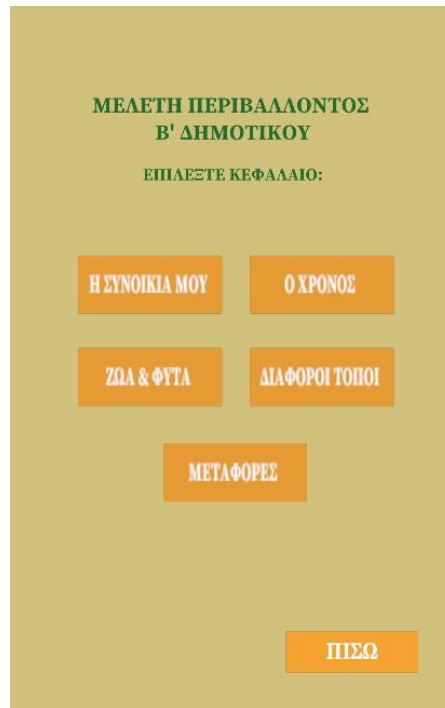 ΜΕΛΕΤΗ ΠΕΡΙΒΑΛΛΟΝΤΟΣ
Β' ΔΗΜΟΤΙΚΟΥ
ΕΠΙΛΕΞΤΕ ΚΕΦΑΛΑΙΟ:
Η ΣΥΝΟΙΚΙΑ ΜΟΥ
Ο ΧΡΟΝΟΣ
ΖΩΑ & ΦΥΤΑ
ΔΙΑΦΟΡΟΙ ΤΟΠΟΙ
ΜΕΤΑΦΟΡΕΣ
ΠΙΣΩ